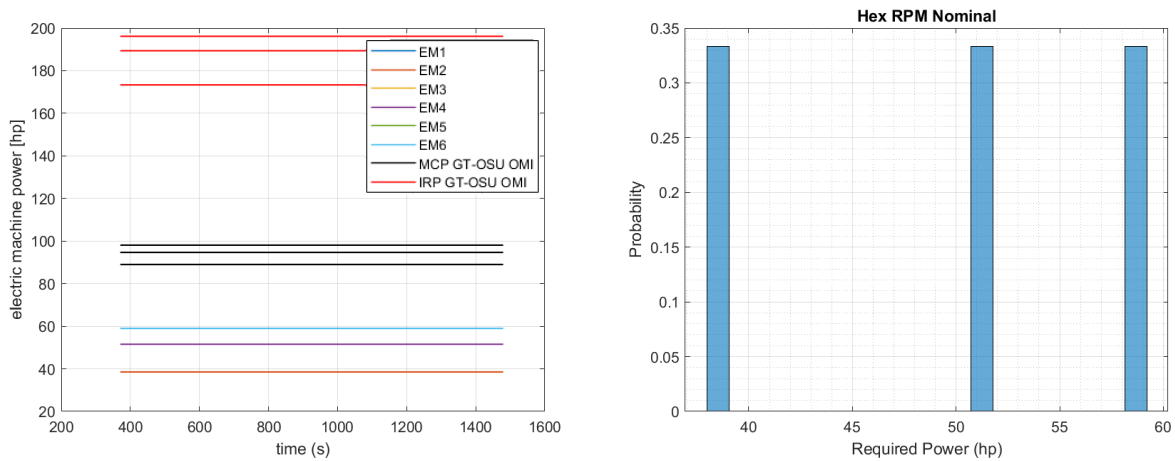 200
180
160
140
120
100
80
60
40
20
electric machine power [hp]
EM1
EM2
EM3
EM4
EM5
EM6
MCP GT-OSU OMI
IRP GT-OSU OMI
200 400 600 800 1000 1200 1400 1600
time (s)
Hex RPM Nominal
0.35
0.3
0.25
0.2
0.15
0.1
0.05
0
Probability
40 45 50 55 60
Required Power (hp)